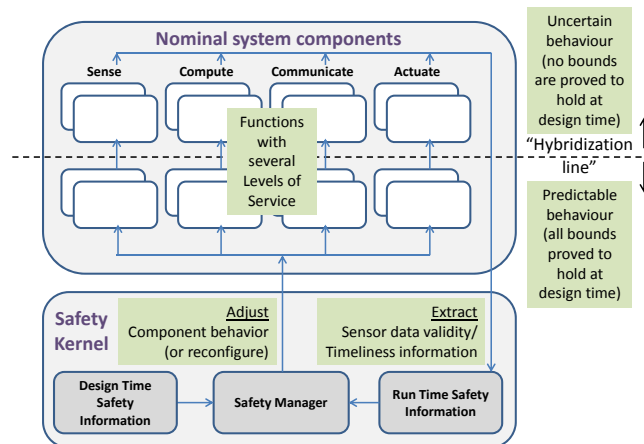 Nominal system components
Sense
Compute
Communicate
Actuate
Functions
with
several
Levels of
Service
Uncertain
behaviour
(no bounds
are proved to
hold at
design time)
“Hybridization
line”
Predictable
behaviour
(all bounds
proved to
hold at
design time)
Safety
Kernel
Adjust
Component behavior
(or reconfigure)
Extract
Sensor data validity/
Timeliness information
Design Time
Safety
Information
Safety Manager
Run Time Safety
Information